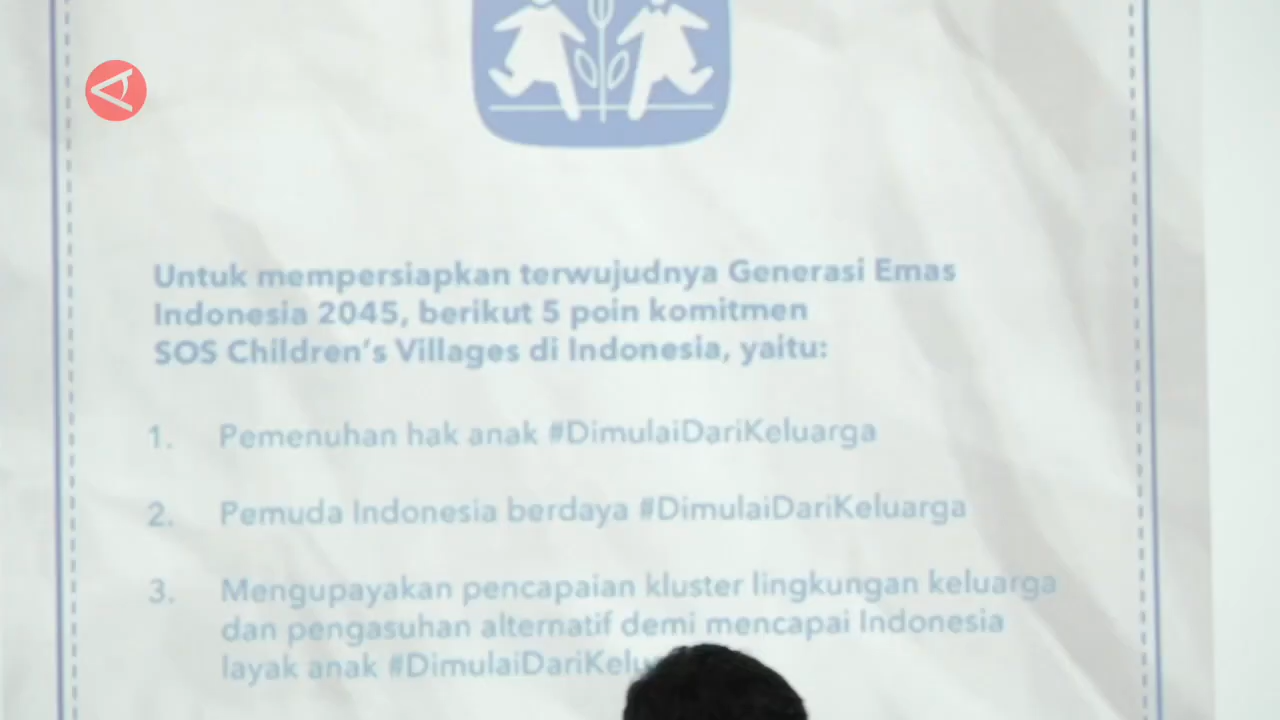 Untuk mempersiapkan terwujudnya Generasi Emas
Indonesia 2045, berikut 5 poin komitmen
SOS Children's Villages di Indonesia, yaitu:
1. Pemenuhan hak anak #DimulaiDariKeluarga
2. Pemuda Indonesia berdaya #DimulaiDariKeluarga
3. Mengupayakan pencapaian kluster lingkungan keluarga
dan pengasuhan alternatif demi mencapai Indonesia
layak anak